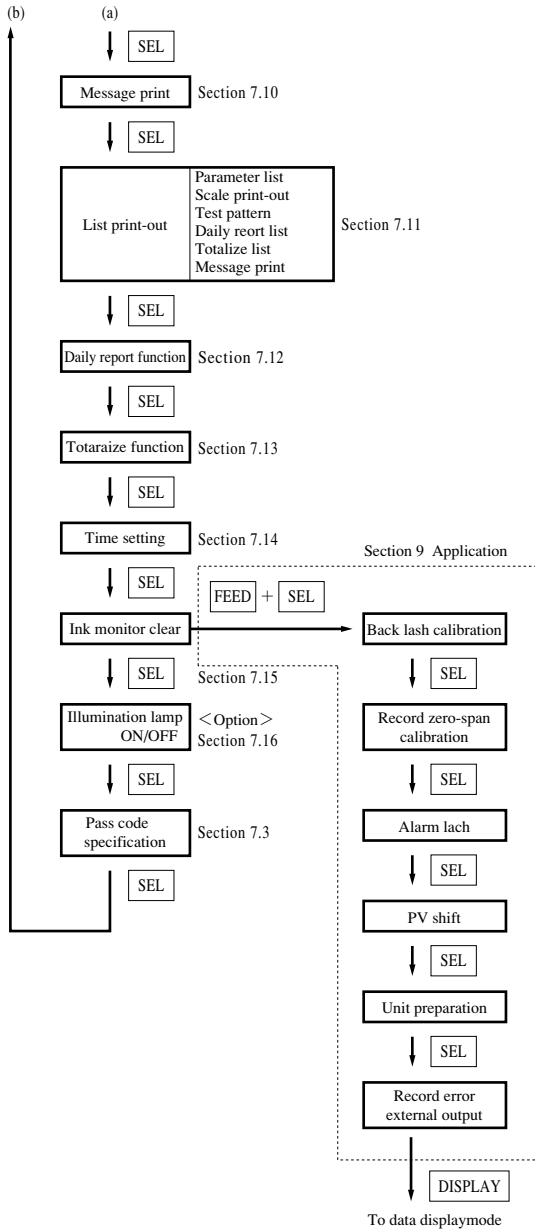 (b)
(a)
SEL
Message print
Section 7.10
SEL
List print-out
Parameter list
Scale print-out
Test pattern
Daily reort list
Totalize list
Message print
Section 7.11
SEL
Daily report function
Section 7.12
SEL
Totaraize function
Section 7.13
SEL
Time setting
Section 7.14
SEL
Ink monitor clear
Section 7.15
SEL
Illumination lamp
ON/OFF
<Option>
Section 7.16
SEL
Pass code
specification
Section 7.3
SEL
Section 9 Application
FEED + SEL
Back lash calibration
SEL
Record zero-span
calibration
SEL
Alarm lach
SEL
PV shift
SEL
Unit preparation
SEL
Record error
external output
DISPLAY
To data displaymode